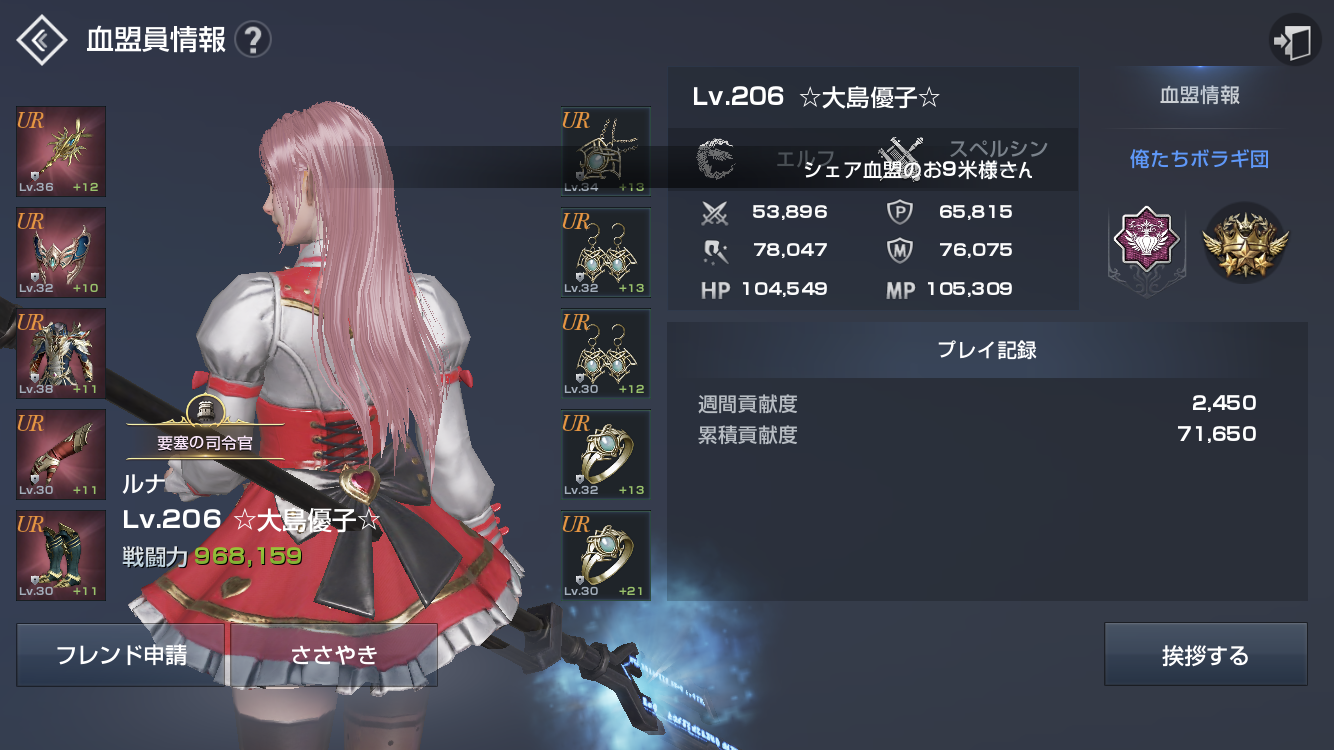 血盟員情報 ?
Lv.206 ☆大島優子☆
エルフ
スペルシン
シェア血盟のお9米様さん
53,896
P 65,815
78,047
M 76,075
HP 104,549
MP 105,309
血盟情報
俺たちボラギ団
プレイ記録
週間貢献度 2,450
累積貢献度 71,650
UR
Lv.36 +12
UR
Lv.32 +10
UR
Lv.38 +11
UR
Lv.30 +11
UR
Lv.30 +11
UR
Lv.34 +13
UR
Lv.32 +13
UR
Lv.30 +12
UR
Lv.32 +13
UR
Lv.30 +21
要塞の司令官
ルナ
Lv.206 ☆大島優子☆
戦闘力 968,159
フレンド申請
ささやき
挨拶する